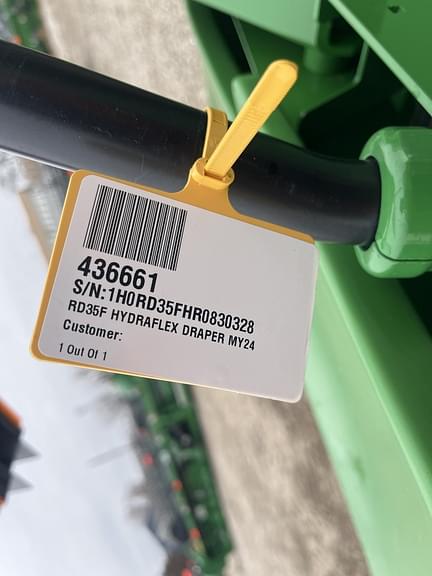 436661
S/N:1H0RD35FHR0830328
RD35F HYDRAFLEX DRAPER MY24
Customer:
1 Out Of 1